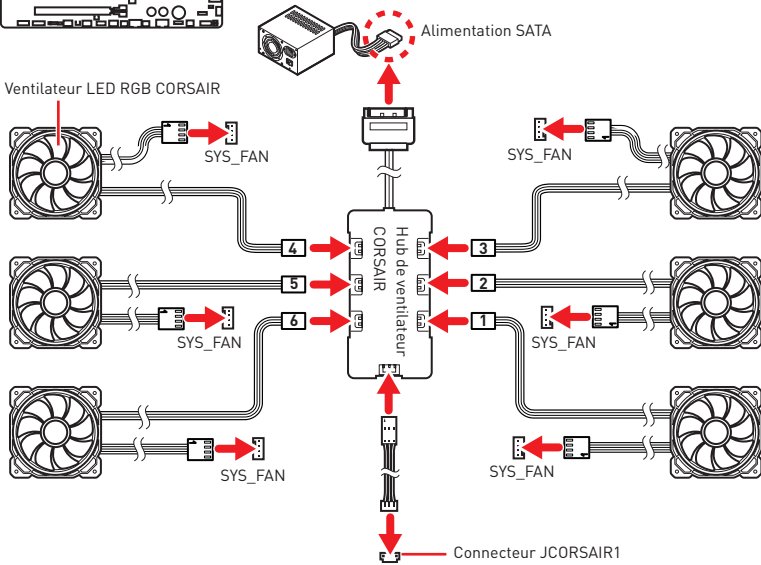 Alimentation SATA
Ventilateur LED RGB CORSAIR
SYS_FAN
SYS_FAN
4
3
Hub de ventilateur
CORSAIR
5
2
6
1
SYS_FAN
SYS_FAN
SYS_FAN
SYS_FAN
Connecteur JCORSAIR1